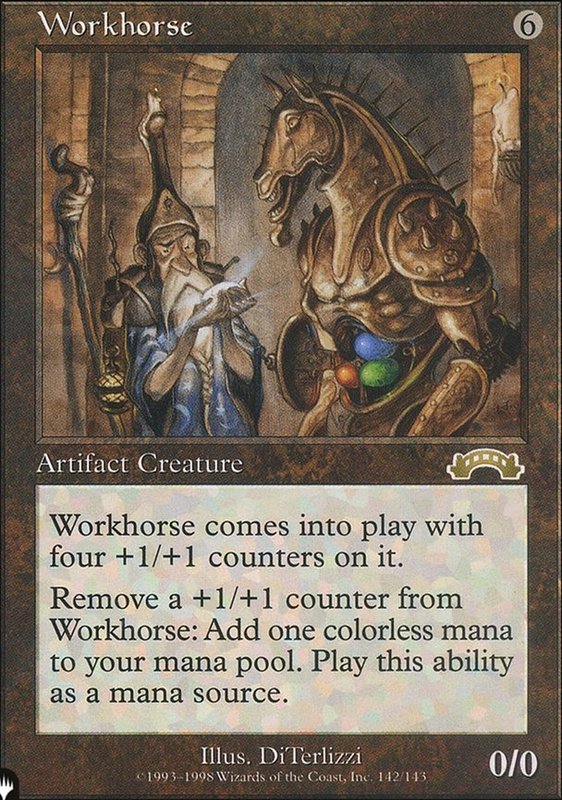 Workhorse 6
Artifact Creature
Workhorse comes into play with
four +1/+1 counters on it.
Remove a +1/+1 counter from
Workhorse: Add one colorless mana
to your mana pool. Play this ability
as a mana source.
Illus. DiTerlizzi
©1993-1998 Wizards of the Coast, Inc. 142/143
0/0